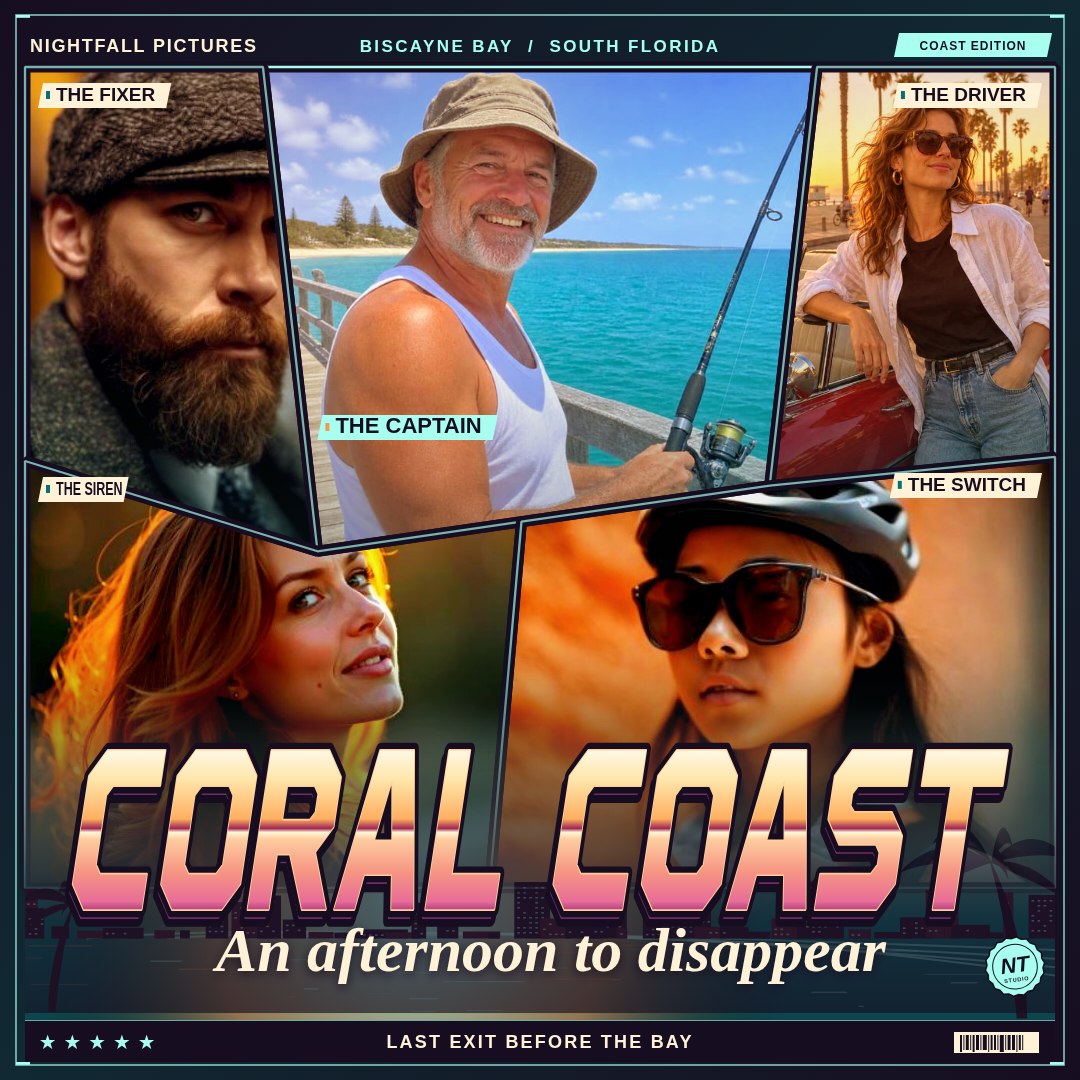 NIGHTFALL PICTURES
BISCAYNE BAY / SOUTH FLORIDA
COAST EDITION
THE FIXER
THE DRIVER
THE CAPTAIN
THE SIREN
THE SWITCH
CORAL COAST
An afternoon to disappear
NT
STUDIO
★★★★★
LAST EXIT BEFORE THE BAY